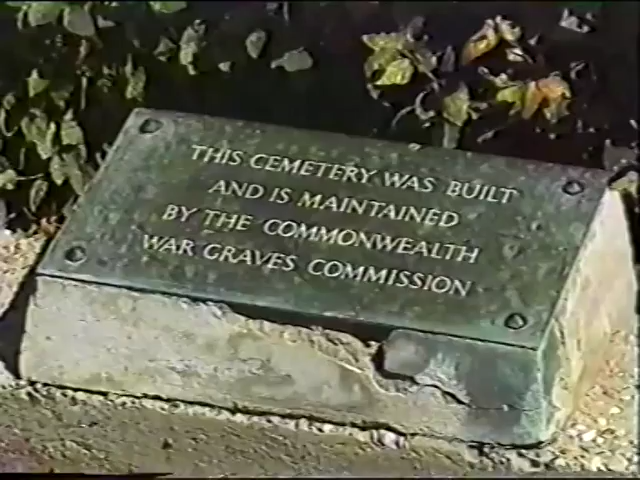 THIS CEMETERY WAS BUILT
AND IS MAINTAINED
BY THE COMMONWEALTH
WAR GRAVES COMMISSION